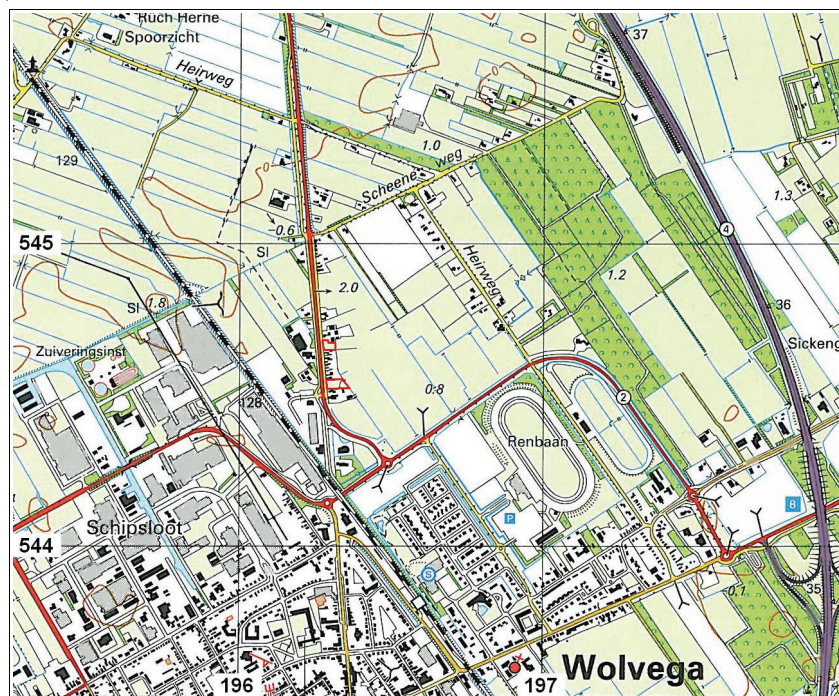 Ruch Herne
Spoorzicht
37
Heirweg
129
1.0
Scheene
weg
4
1.3
545
0.6
Sl
Heirweg
1.2
2.0
36
Sl
1.8
Sickeng
Zuiveringsinst
0.8
2
128
Renbaan
Schipsloot
P
544
S
0.1
35
196
197
Wolvega